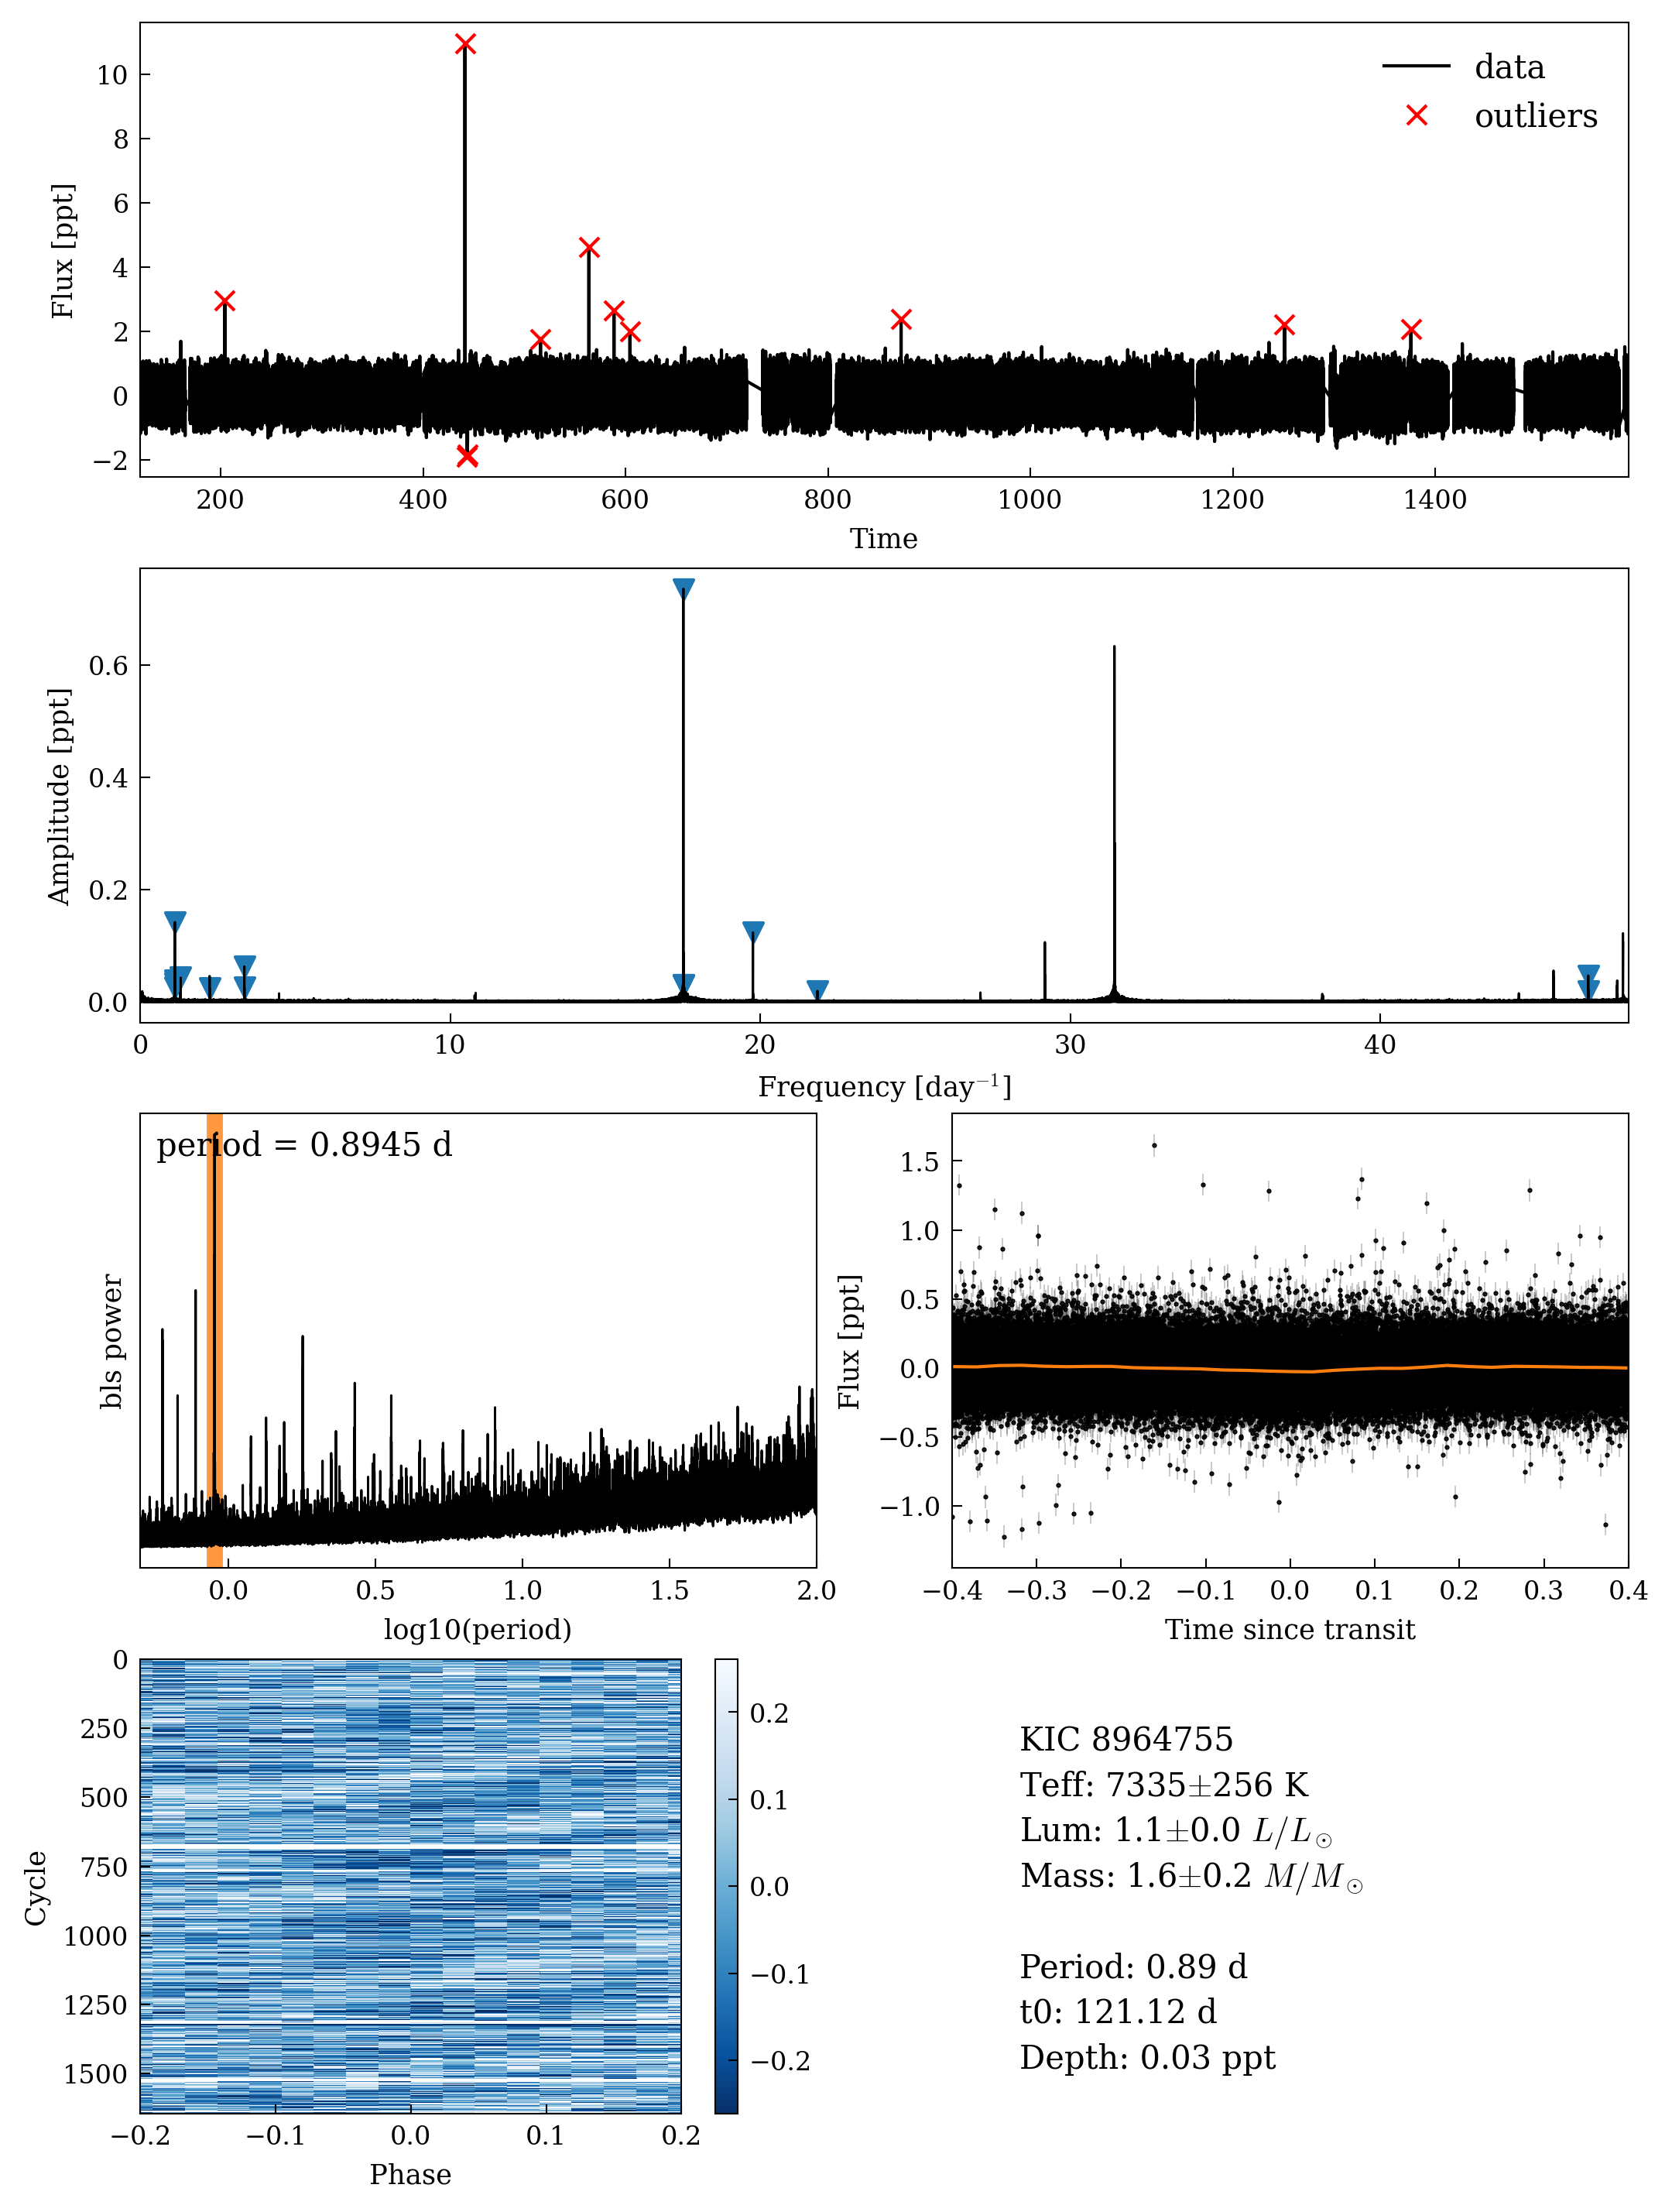 data
outliers
10
8
6
4
2
0
−2
Flux [ppt]
200 400 600 800 1000 1200 1400
Time
0.6
0.4
0.2
0.0
Amplitude [ppt]
0 10 20 30 40
Frequency [day⁻¹]
period = 0.8945 d
bls power
0.0 0.5 1.0 1.5 2.0
log10(period)
1.5
1.0
0.5
0.0
−0.5
−1.0
Flux [ppt]
−0.4 −0.3 −0.2 −0.1 0.0 0.1 0.2 0.3 0.4
Time since transit
0
250
500
750
1000
1250
1500
Cycle
−0.2 −0.1 0.0 0.1 0.2
Phase
0.2
0.1
0.0
−0.1
−0.2
KIC 8964755
Teff: 7335±256 K
Lum: 1.1±0.0 L/L☉
Mass: 1.6±0.2 M/M☉
Period: 0.89 d
t0: 121.12 d
Depth: 0.03 ppt